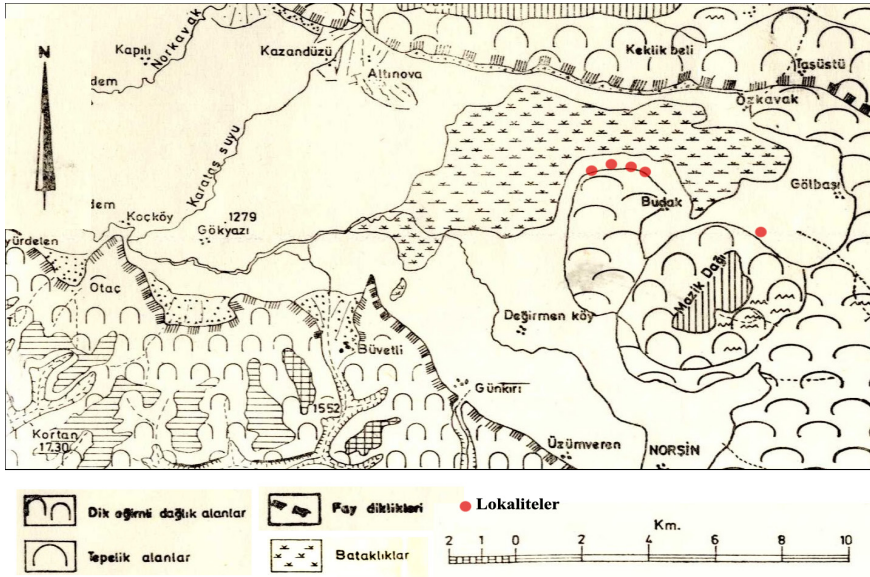 N
Kapılı
Norkavak
Kazandüzü
Altınova
Keklik beli
Taşüstü
Özkavak
dem
Karataş suyu
dem
Koçköy
1279
Gökyazı
Budak
Gölbaşı
yürdelen
Otaç
Mazik Dağı
T.
Değirmen köy
Büvetli
Günkırı
1552
Kortan
1730
Üzümveren
NORŞİN
Dik eğimli dağlık alanlar
Fay diklikleri
Lokaliteler
Km.
Tepelik alanlar
Bataklıklar
2 1 0 2 4 6 8 10